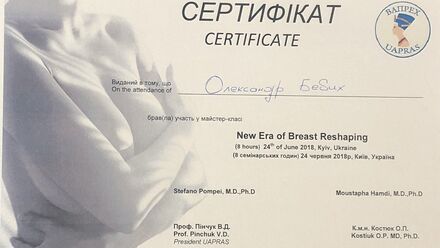 СЕРТИФІКАТ
CERTIFICATE
ВАПРЕХ
UAPRAS
Виданий в тому, що
On the attendance of
Олександр Бебих
брав(ла) участь у майстер-класі
New Era of Breast Reshaping
(8 hours) 24th of June 2018, Kyiv, Ukraine
(8 семінарських годин) 24 червня 2018р, Київ, Україна
Stefano Pompei, M.D.,Ph.D
Moustapha Hamdi, M.D.,Ph.D
Проф. Пінчук В.Д.
Prof. Pinchuk V.D.
President UAPRAS
К.м.н. Костюк О.П.
Kostiuk O.P. MD, Ph.D.